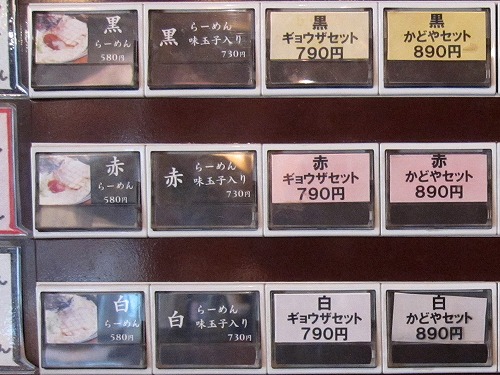 黒
らーめん
580円
黒
らーめん
味玉子入り
730円
黒
ギョウザセット
790円
黒
かどやセット
890円
赤
らーめん
580円
赤
らーめん
味玉子入り
730円
赤
ギョウザセット
790円
赤
かどやセット
890円
白
らーめん
580円
白
らーめん
味玉子入り
730円
白
ギョウザセット
790円
白
かどやセット
890円